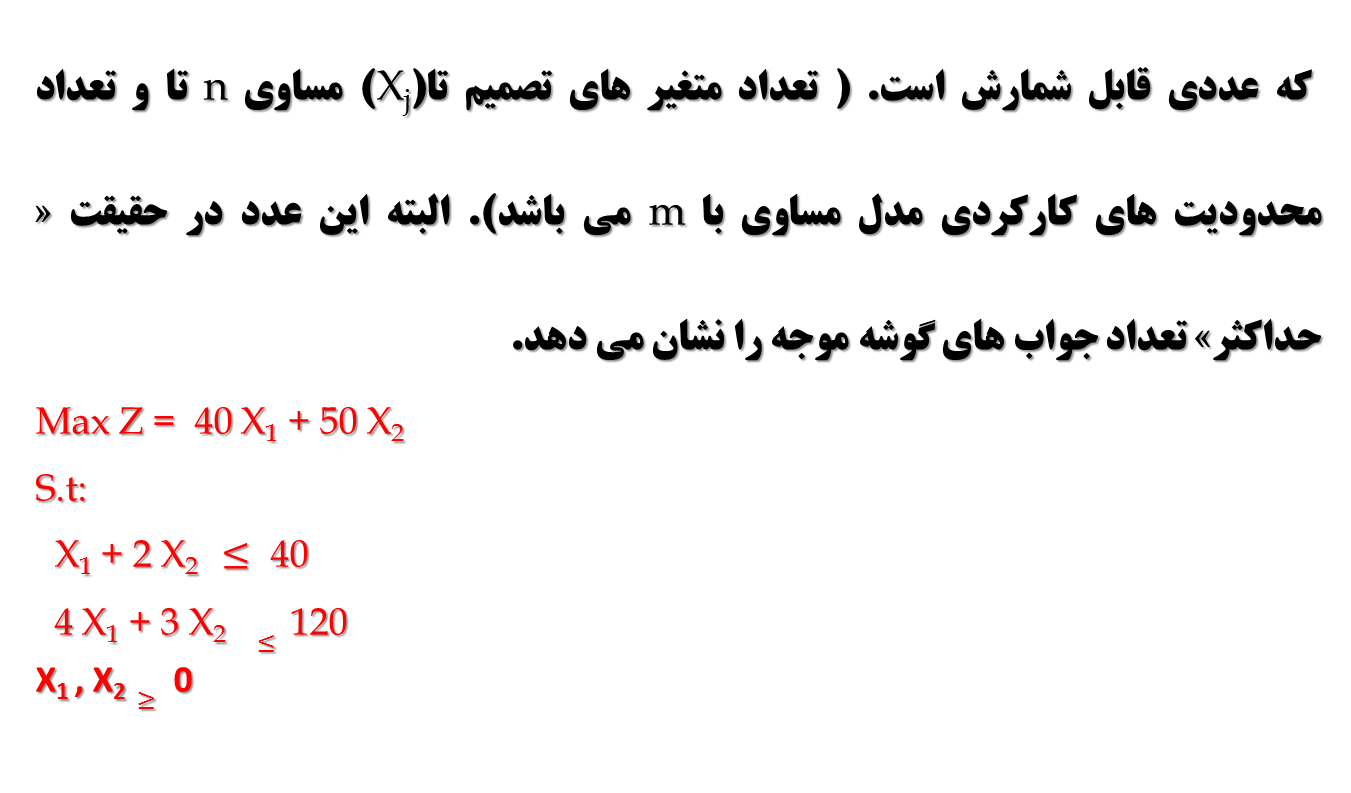 که عددی قابل شمارش است. ( تعداد متغیر های تصمیم تا(Xj) مساوی n تا و تعداد
محدودیت های کارکردی مدل مساوی با m می باشد). البته این عدد در حقیقت «
حداکثر» تعداد جواب های گوشه موجه را نشان می دهد.
Max Z = 40 X1 + 50 X2
S.t:
X1 + 2 X2 ≤ 40
4 X1 + 3 X2 ≤ 120
X1 , X2 ≥ 0